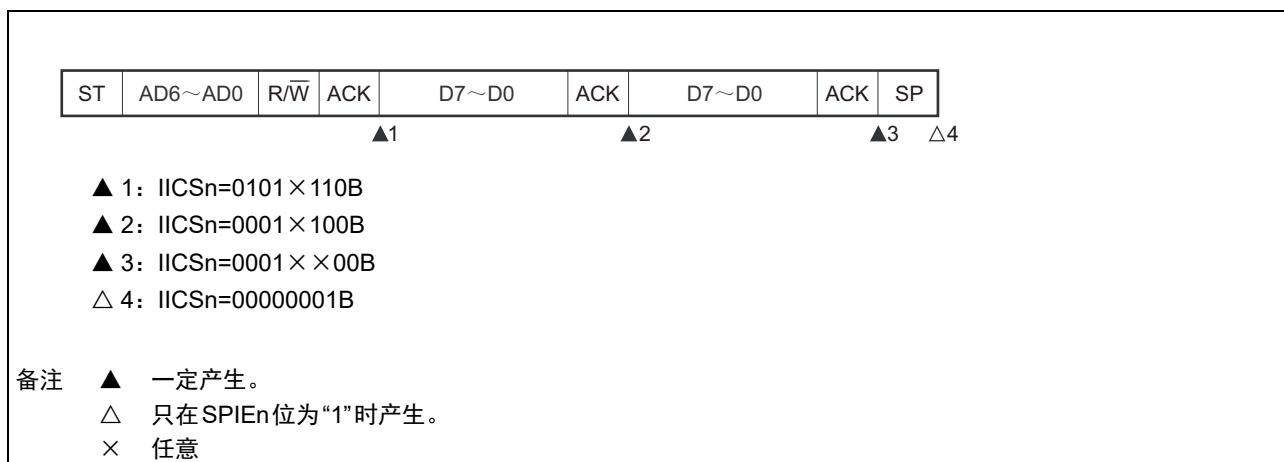 ST AD6～AD0 R/W̅ ACK D7～D0 ACK D7～D0 ACK SP
▲1 ▲2 ▲3 △4
▲ 1：IICSn=0101×110B
▲ 2：IICSn=0001×100B
▲ 3：IICSn=0001××00B
△ 4：IICSn=00000001B
备注 ▲ 一定产生。
△ 只在SPIEn位为“1”时产生。
× 任意